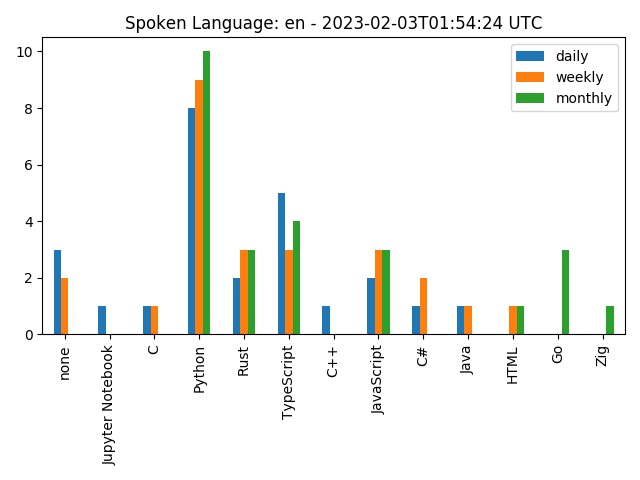 Spoken Language: en - 2023-02-03T01:54:24 UTC
daily
weekly
monthly
10
8
6
4
2
0
none
Jupyter Notebook
C
Python
Rust
TypeScript
C++
JavaScript
C#
Java
HTML
Go
Zig